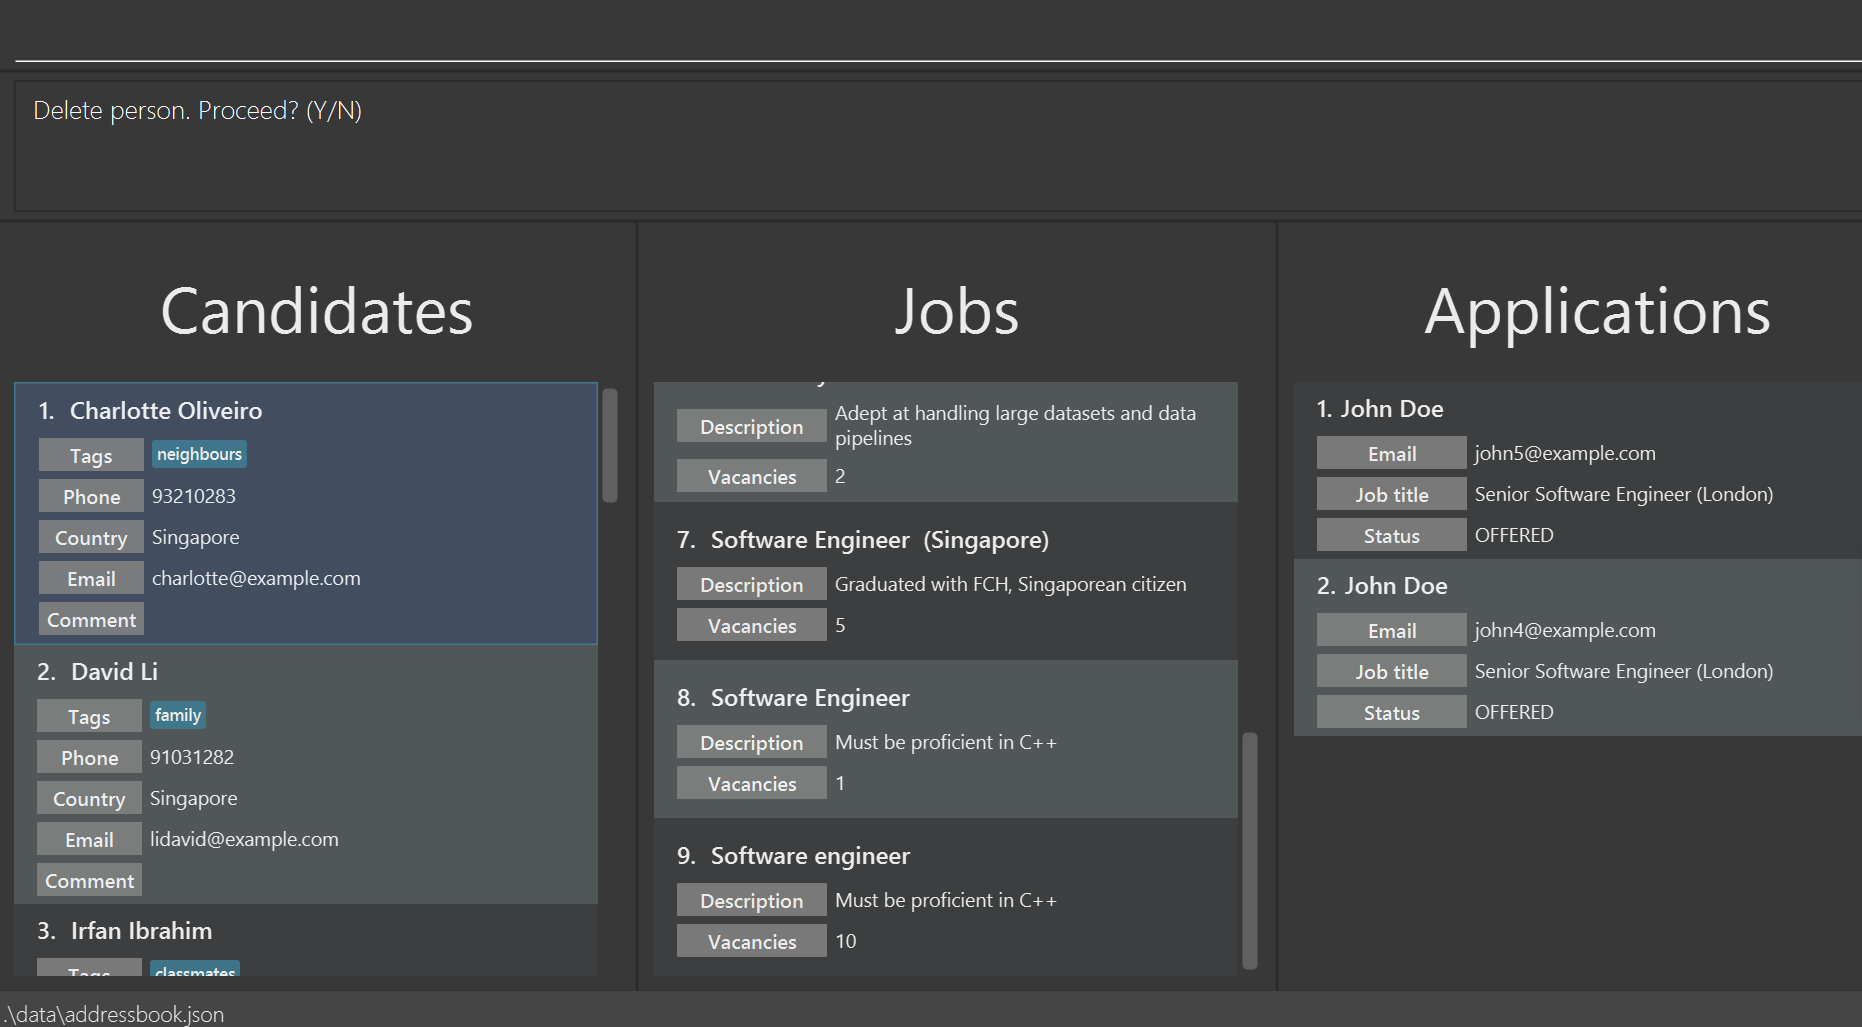 Delete person. Proceed? (Y/N)
Candidates
1. Charlotte Oliveiro
Tags neighbours
Phone 93210283
Country Singapore
Email charlotte@example.com
Comment
2. David Li
Tags family
Phone 91031282
Country Singapore
Email lidavid@example.com
Comment
3. Irfan Ibrahim
Tags classmates
Jobs
Description Adept at handling large datasets and data
pipelines
Vacancies 2
7. Software Engineer (Singapore)
Description Graduated with FCH, Singaporean citizen
Vacancies 5
8. Software Engineer
Description Must be proficient in C++
Vacancies 1
9. Software engineer
Description Must be proficient in C++
Vacancies 10
Applications
1. John Doe
Email john5@example.com
Job title Senior Software Engineer (London)
Status OFFERED
2. John Doe
Email john4@example.com
Job title Senior Software Engineer (London)
Status OFFERED
.\data\addressbook.json